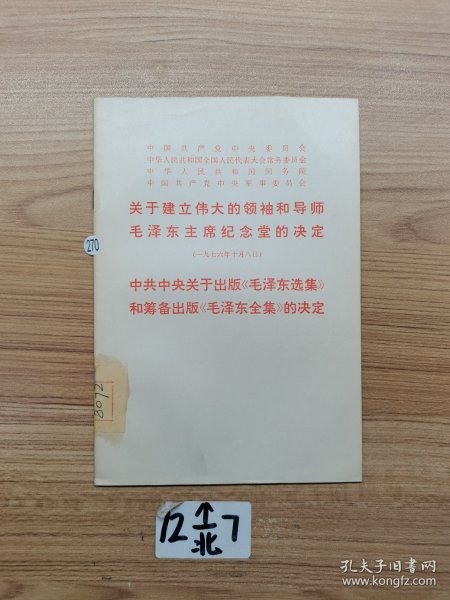 中国共产党中央委员会
中华人民共和国全国人民代表大会常务委员会
中华人民共和国国务院
中国共产党中央军事委员会
关于建立伟大的领袖和导师
毛泽东主席纪念堂的决定
(一九七六年十月八日)
中共中央关于出版《毛泽东选集》
和筹备出版《毛泽东全集》的决定
270
8072
12 ↑ 7
北
孔夫子旧书网
www.kongfz.com